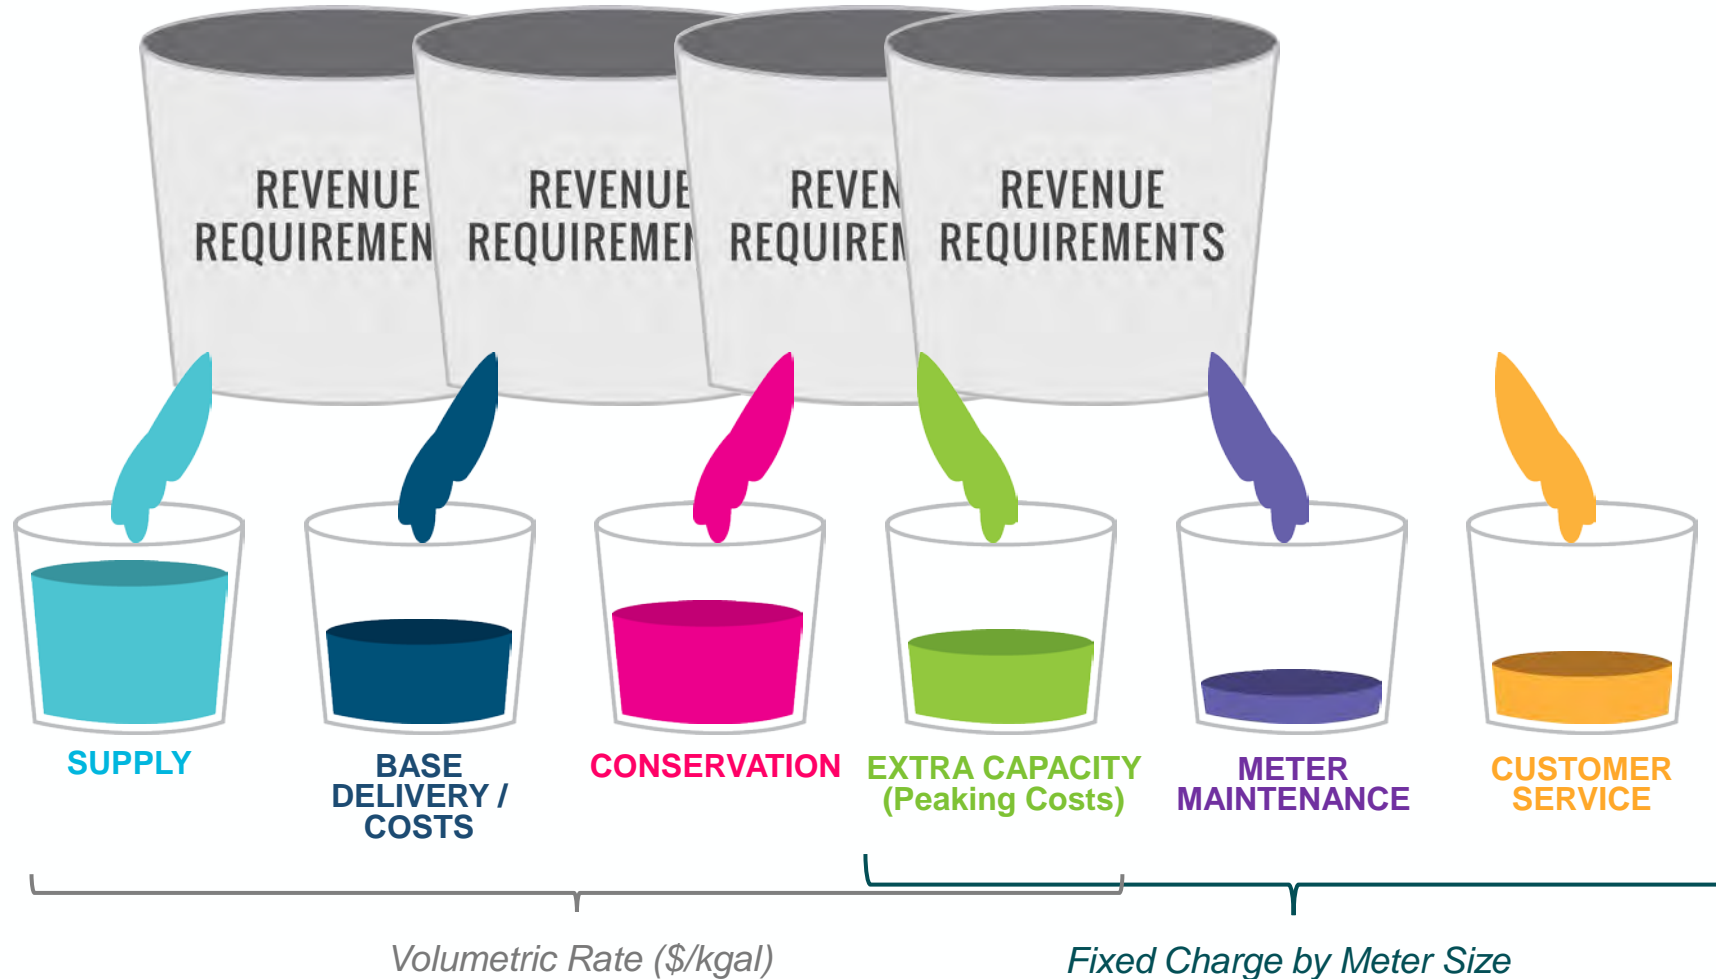 REVENUE
REQUIREMEN
REVENUE
REQUIREMEN
REVEN
REQUIREM
REVENUE
REQUIREMENTS
SUPPLY
BASE
DELIVERY /
COSTS
CONSERVATION
EXTRA CAPACITY
(Peaking Costs)
METER
MAINTENANCE
CUSTOMER
SERVICE
Volumetric Rate ($/kgal)
Fixed Charge by Meter Size